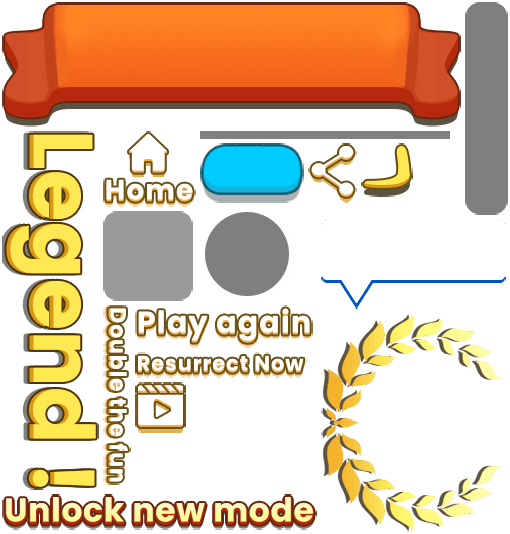 Legend!
Home
Double the fun
Play again
Resurrect Now
Unlock new mode